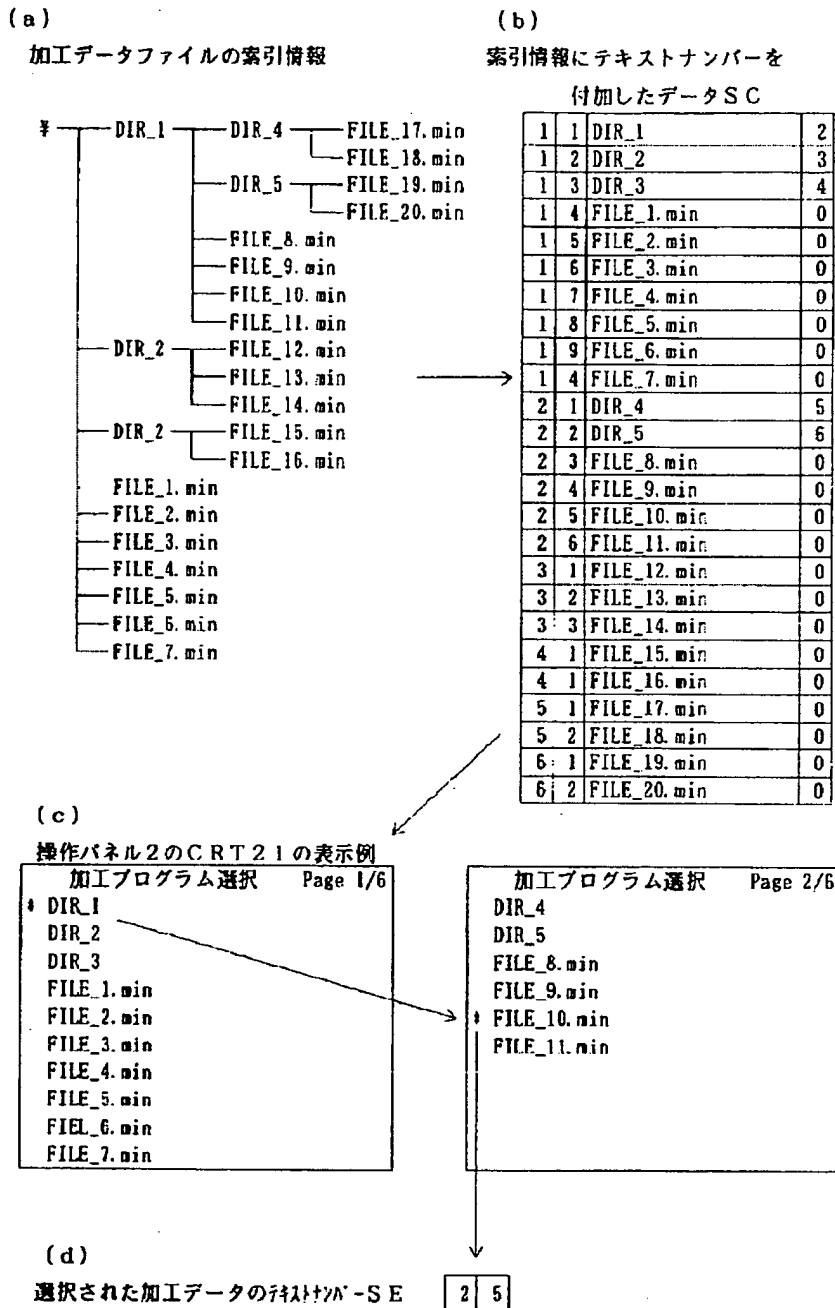 (a)
加工データファイルの索引情報
¥ DIR_1 DIR_4 FILE_17.min
FILE_18.min
DIR_5 FILE_19.min
FILE_20.min
FILE_8.min
FILE_9.min
FILE_10.min
FILE_11.min
DIR_2 FILE_12.min
FILE_13.min
FILE_14.min
DIR_2 FILE_15.min
FILE_16.min
FILE_1.min
FILE_2.min
FILE_3.min
FILE_4.min
FILE_5.min
FILE_6.min
FILE_7.min
(b)
索引情報にテキストナンバーを
付加したデータSC
1 1 DIR_1 2
1 2 DIR_2 3
1 3 DIR_3 4
1 4 FILE_1.min 0
1 5 FILE_2.min 0
1 6 FILE_3.min 0
1 7 FILE_4.min 0
1 8 FILE_5.min 0
1 9 FILE_6.min 0
1 4 FILE_7.min 0
2 1 DIR_4 5
2 2 DIR_5 6
2 3 FILE_8.min 0
2 4 FILE_9.min 0
2 5 FILE_10.min 0
2 6 FILE_11.min 0
3 1 FILE_12.min 0
3 2 FILE_13.min 0
3 3 FILE_14.min 0
4 1 FILE_15.min 0
4 1 FILE_16.min 0
5 1 FILE_17.min 0
5 2 FILE_18.min 0
6 1 FILE_19.min 0
6 2 FILE_20.min 0
(c)
操作パネル2のCRT21の表示例
加工プログラム選択 Page 1/6
* DIR_1
DIR_2
DIR_3
FILE_1.min
FILE_2.min
FILE_3.min
FILE_4.min
FILE_5.min
FIEL_6.min
FILE_7.min
加工プログラム選択 Page 2/6
DIR_4
DIR_5
FILE_8.min
FILE_9.min
* FILE_10.min
FILE_11.min
(d)
選択された加工データのテキストナンバーSE 2 5